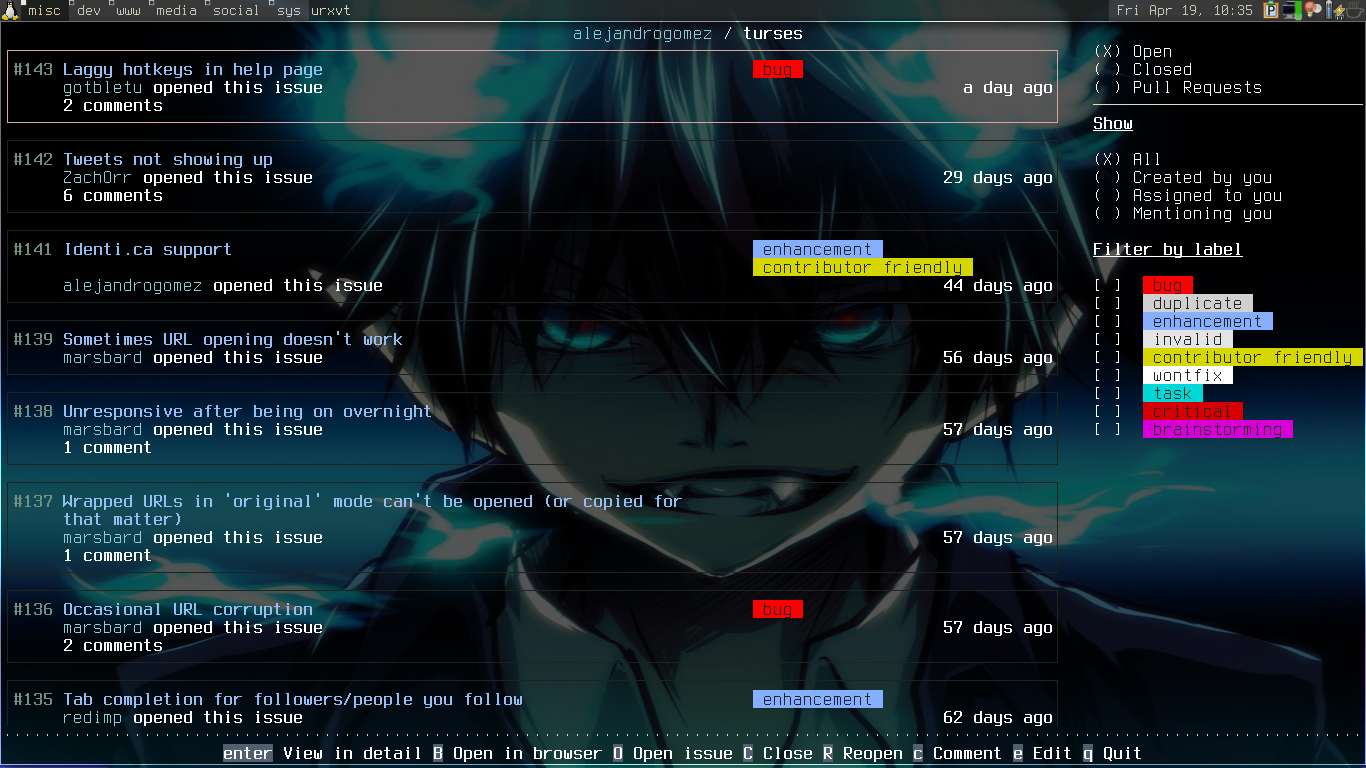 misc dev www media social sys urxvt Fri Apr 19, 10:35
alejandrogomez / turses
#143 Laggy hotkeys in help page bug
gotbletu opened this issue a day ago
2 comments
#142 Tweets not showing up
ZachOrr opened this issue 29 days ago
6 comments
#141 Identi.ca support enhancement
contributor friendly
alejandrogomez opened this issue 44 days ago
#139 Sometimes URL opening doesn't work
marsbard opened this issue 56 days ago
#138 Unresponsive after being on overnight
marsbard opened this issue 57 days ago
1 comment
#137 Wrapped URLs in 'original' mode can't be opened (or copied for
that matter)
marsbard opened this issue 57 days ago
1 comment
#136 Occasional URL corruption bug
marsbard opened this issue 57 days ago
2 comments
#135 Tab completion for followers/people you follow enhancement
redimp opened this issue 62 days ago
(X) Open
( ) Closed
( ) Pull Requests
Show
(X) All
( ) Created by you
( ) Assigned to you
( ) Mentioning you
Filter by label
[ ] bug
[ ] duplicate
[ ] enhancement
[ ] invalid
[ ] contributor friendly
[ ] wontfix
[ ] task
[ ] critical
[ ] brainstorming
enter View in detail B Open in browser O Open issue C Close R Reopen c Comment e Edit q Quit